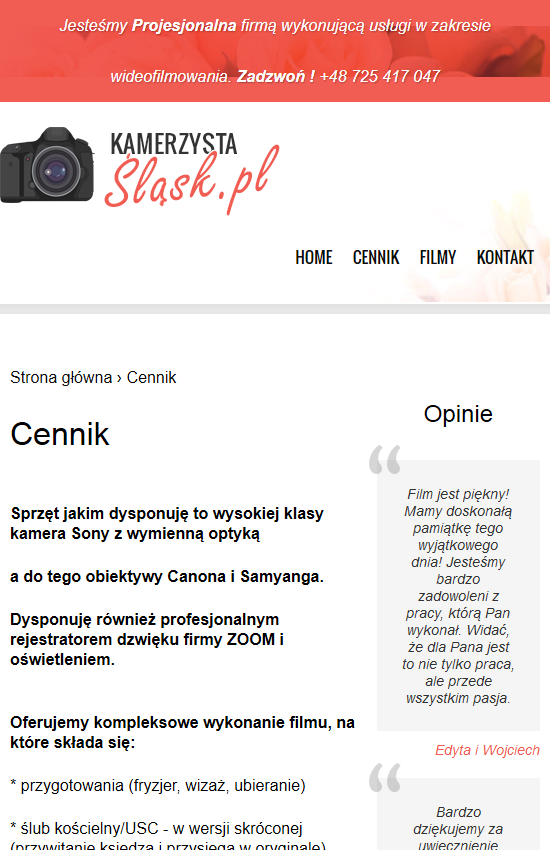 Jesteśmy Projesjonalna firmą wykonującą usługi w zakresie
wideofilmowania. Zadzwoń ! +48 725 417 047
KAMERZYSTA
Śląsk.pl
HOME CENNIK FILMY KONTAKT
Strona główna › Cennik
Cennik
Sprzęt jakim dysponuję to wysokiej klasy
kamera Sony z wymienną optyką
a do tego obiektywy Canona i Samyanga.
Dysponuję również profesjonalnym
rejestratorem dzwięku firmy ZOOM i
oświetleniem.
Oferujemy kompleksowe wykonanie filmu, na
które składa się:
* przygotowania (fryzjer, wizaż, ubieranie)
* ślub kościelny/USC - w wersji skróconej
(przywitanie księdza i przysięga w oryginale)
Opinie
Film jest piękny!
Mamy doskonałą
pamiątkę tego
wyjątkowego
dnia! Jesteśmy
bardzo
zadowoleni z
pracy, którą Pan
wykonał. Widać,
że dla Pana jest
to nie tylko praca,
ale przede
wszystkim pasja.
Edyta i Wojciech
Bardzo
dziękujemy za
uwiecznienie